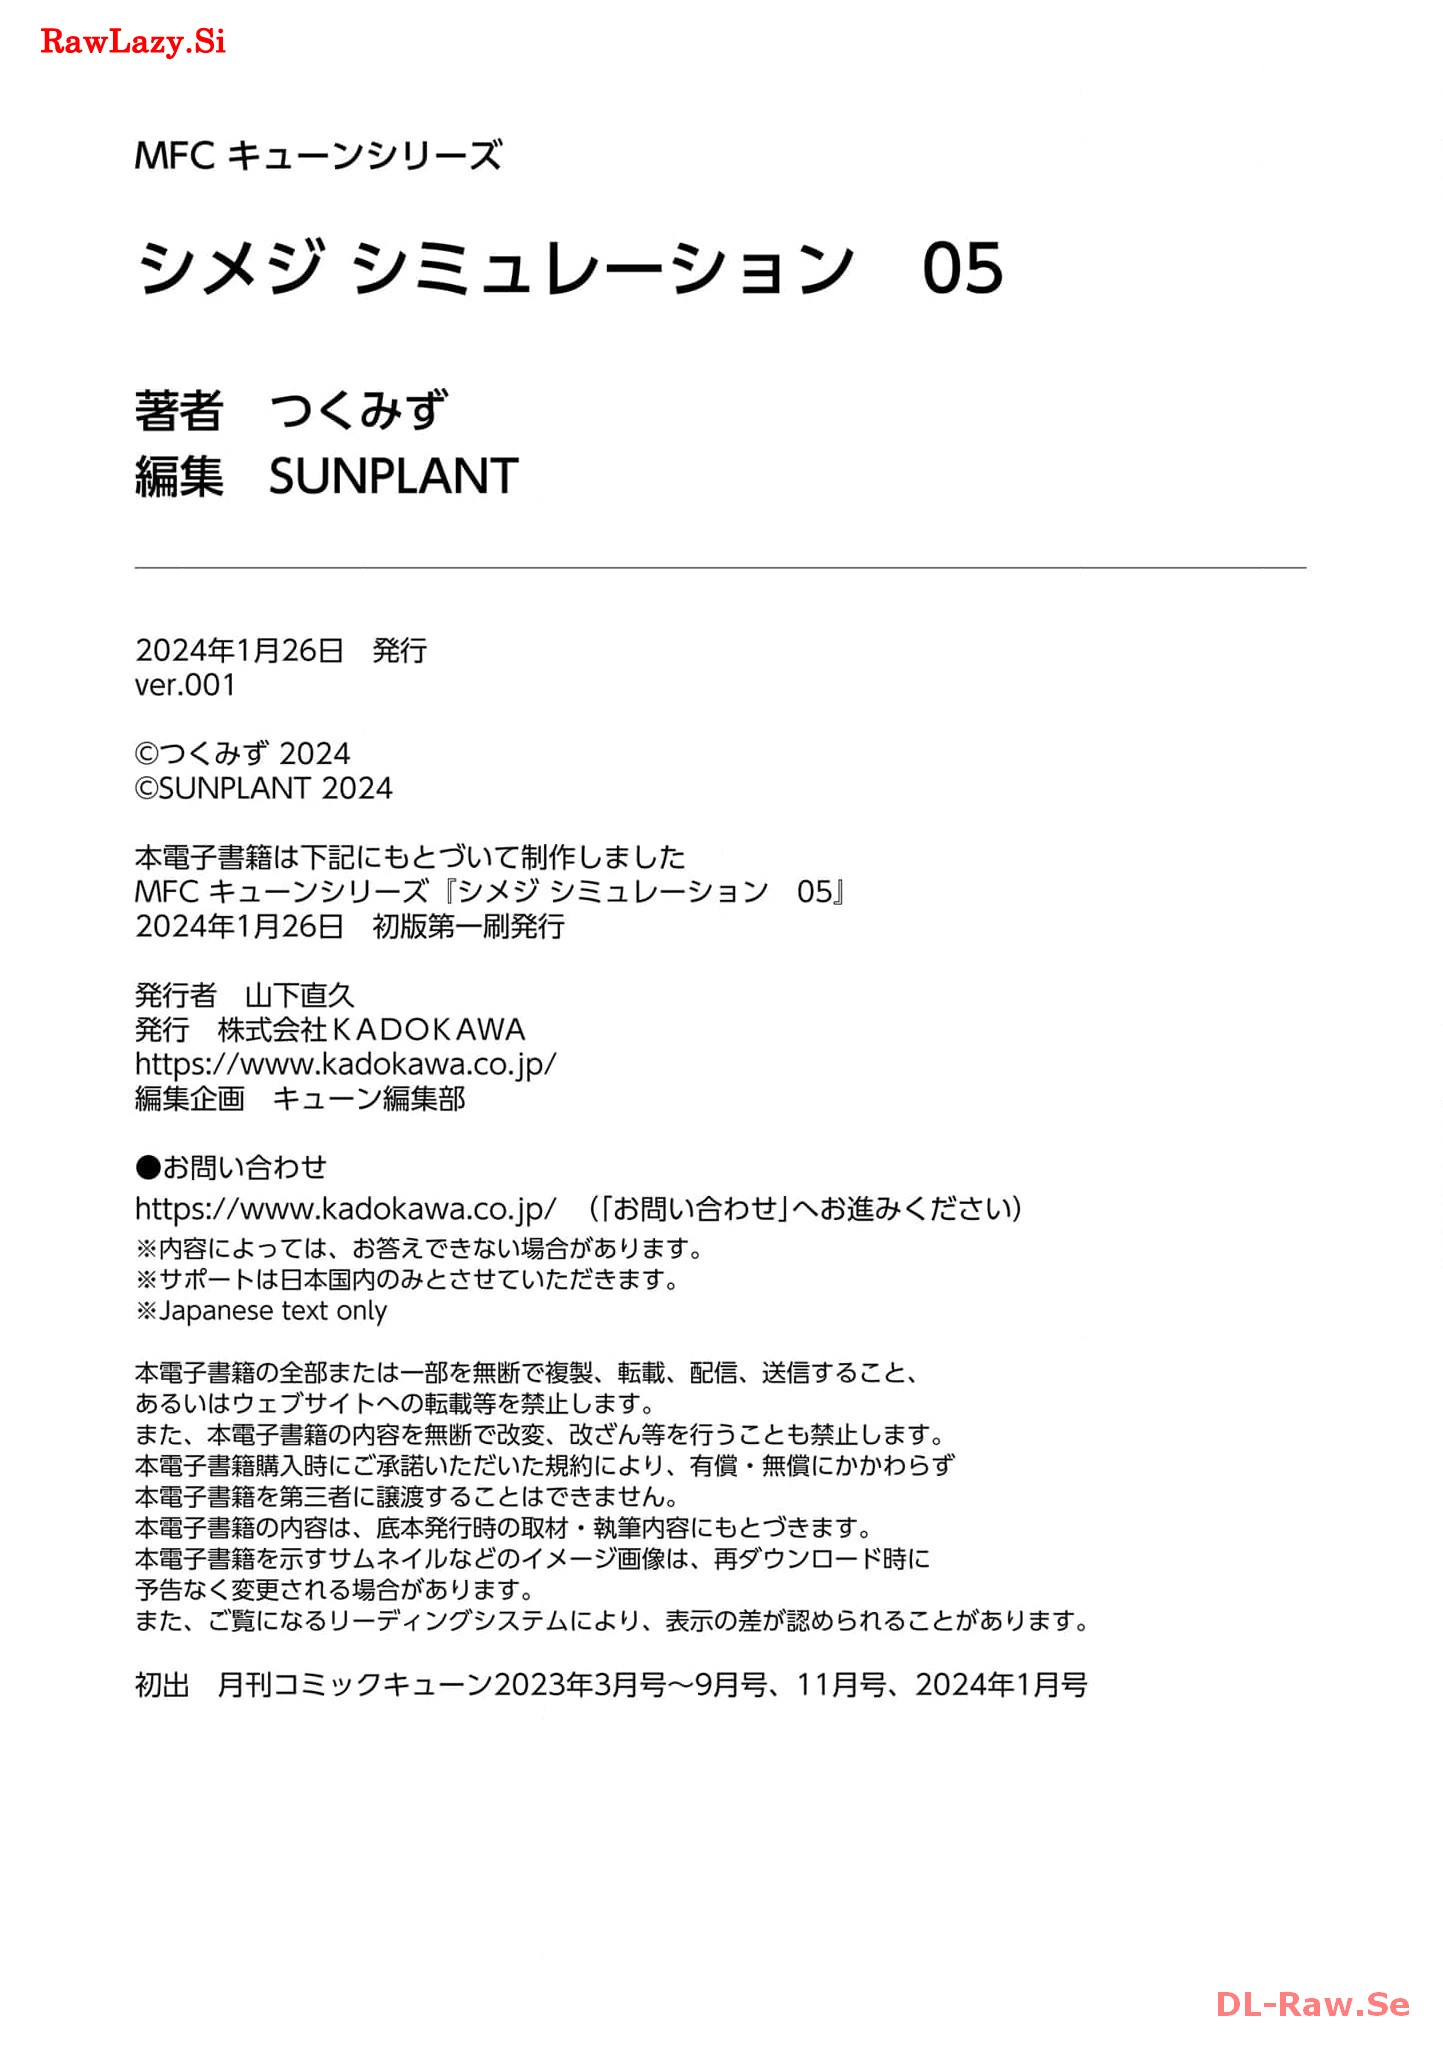 RawLazy.Si
MFC キューンシリーズ
シメジ シミュレーション　05
著者　つくみず
編集　SUNPLANT
2024年1月26日　発行
ver.001
©つくみず 2024
©SUNPLANT 2024
本電子書籍は下記にもとづいて制作しました
MFC キューンシリーズ『シメジ シミュレーション　05』
2024年1月26日　初版第一刷発行
発行者　山下直久
発行　株式会社ＫＡＤＯＫＡＷＡ
https://www.kadokawa.co.jp/
編集企画　キューン編集部
●お問い合わせ
https://www.kadokawa.co.jp/　（「お問い合わせ」へお進みください）
※内容によっては、お答えできない場合があります。
※サポートは日本国内のみとさせていただきます。
※Japanese text only
本電子書籍の全部または一部を無断で複製、転載、配信、送信すること、
あるいはウェブサイトへの転載等を禁止します。
また、本電子書籍の内容を無断で改変、改ざん等を行うことも禁止します。
本電子書籍購入時にご承諾いただいた規約により、有償・無償にかかわらず
本電子書籍を第三者に譲渡することはできません。
本電子書籍の内容は、底本発行時の取材・執筆内容にもとづきます。
本電子書籍を示すサムネイルなどのイメージ画像は、再ダウンロード時に
予告なく変更される場合があります。
また、ご覧になるリーディングシステムにより、表示の差が認められることがあります。
初出　月刊コミックキューン2023年3月号～9月号、11月号、2024年1月号
DL-Raw.Se